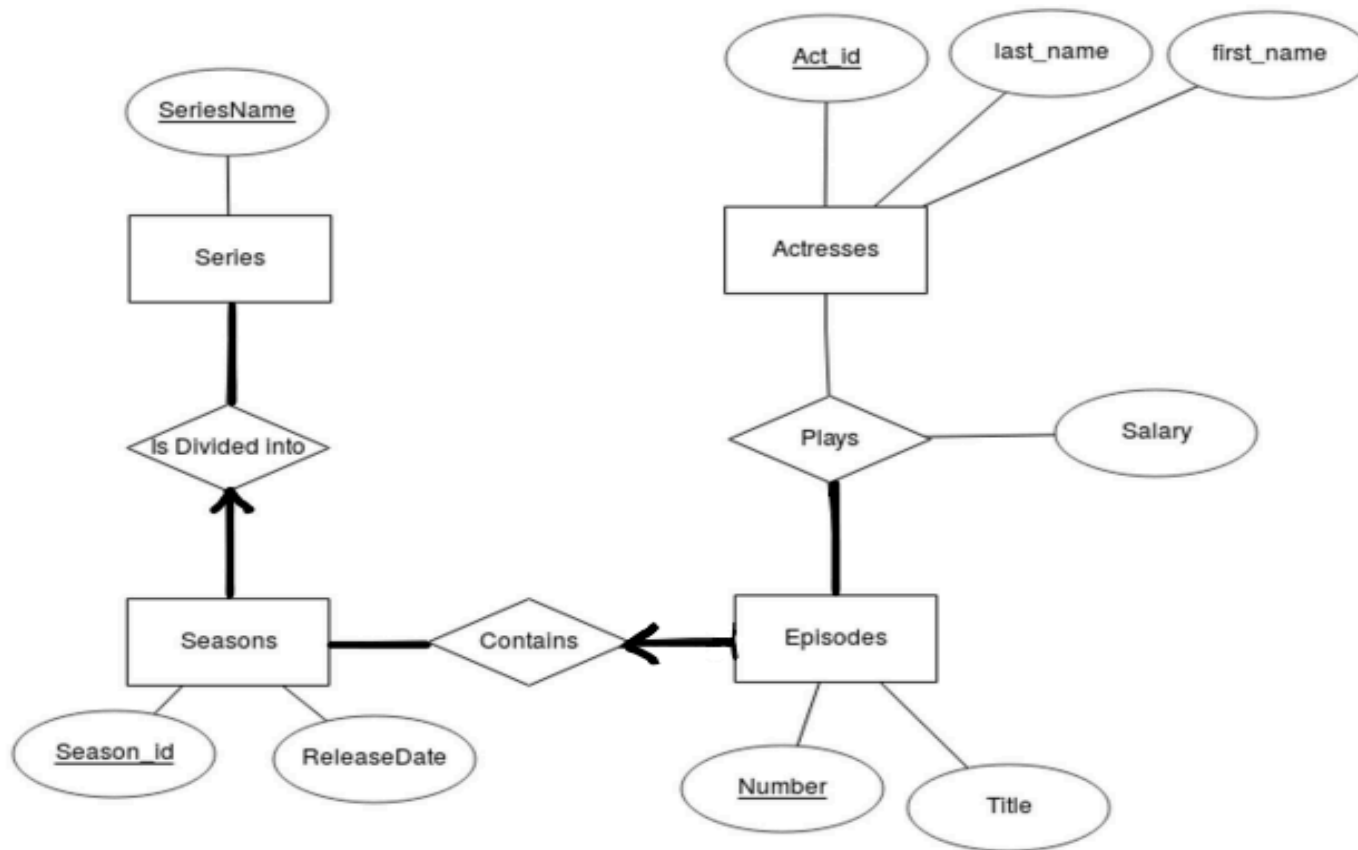 Act_id
last_name
first_name
SeriesName
Series
Actresses
Is Divided into
Plays
Salary
Seasons
Contains
Episodes
Season_id
ReleaseDate
Number
Title